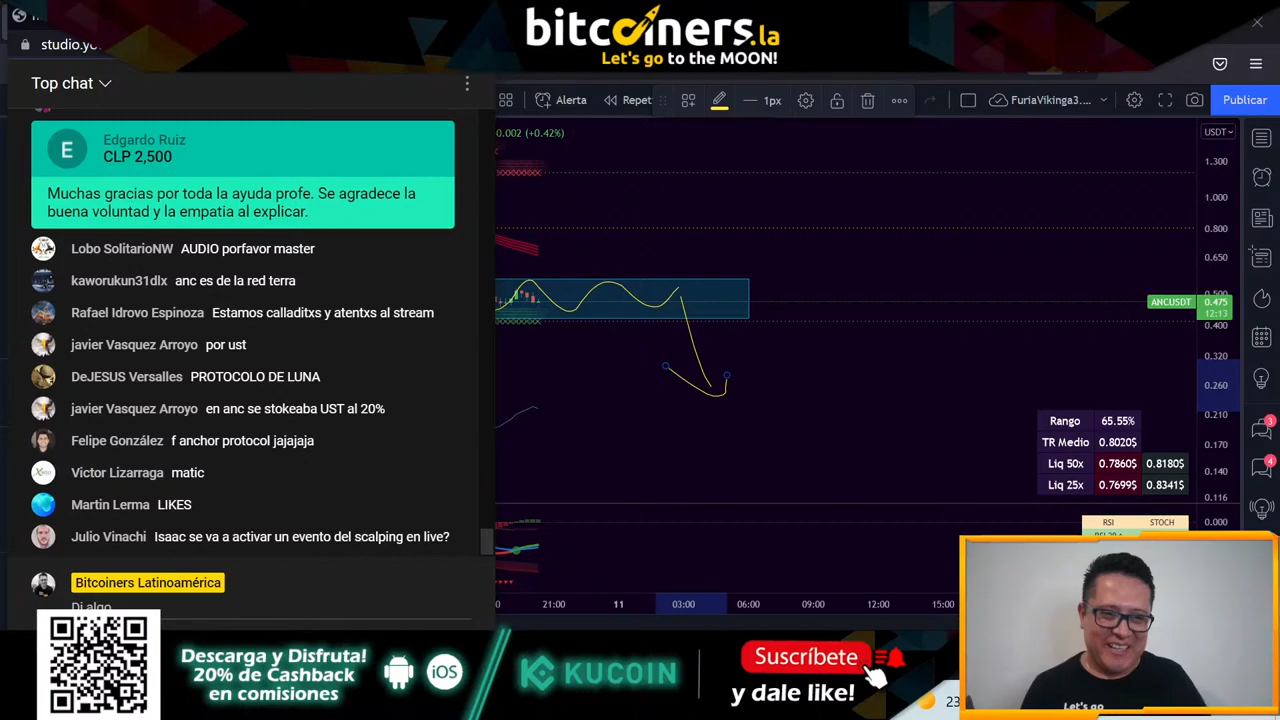 bitcoiners.la
Let's go to the MOON!
studio.yo
Top chat
Edgardo Ruiz
CLP 2,500
Muchas gracias por toda la ayuda profe. Se agradece la
buena voluntad y la empatia al explicar.
Lobo SolitarioNW AUDIO porfavor master
kaworukun31dlx anc es de la red terra
Rafael Idrovo Espinoza Estamos calladitxs y atentxs al stream
javier Vasquez Arroyo por ust
DeJESUS Versalles PROTOCOLO DE LUNA
javier Vasquez Arroyo en anc se stokeaba UST al 20%
Felipe González f anchor protocol jajajaja
Victor Lizarraga matic
Martin Lerma LIKES
Julio Vinachi Isaac se va a activar un evento del scalping en live?
Bitcoiners Latinoamérica
Di algo
Alerta
Repet
1px
FuriaVikinga3...
Publicar
0.002 (+0.42%)
USDT
1.300
1.000
0.800
0.650
0.500
ANCUSDT 0.475
12:13
0.400
0.320
0.260
0.210
0.170
0.140
0.116
0.000
3
4
Rango 65.55%
TR Medio 0.8020$
Liq 50x 0.7860$ 0.8180$
Liq 25x 0.7699$ 0.8341$
RSI STOCH
21:00 11 03:00 06:00 09:00 12:00 15:00
Let's go
Descarga y Disfruta!
20% de Cashback
en comisiones
iOS
KUCOIN
Suscríbete
y dale like!
23